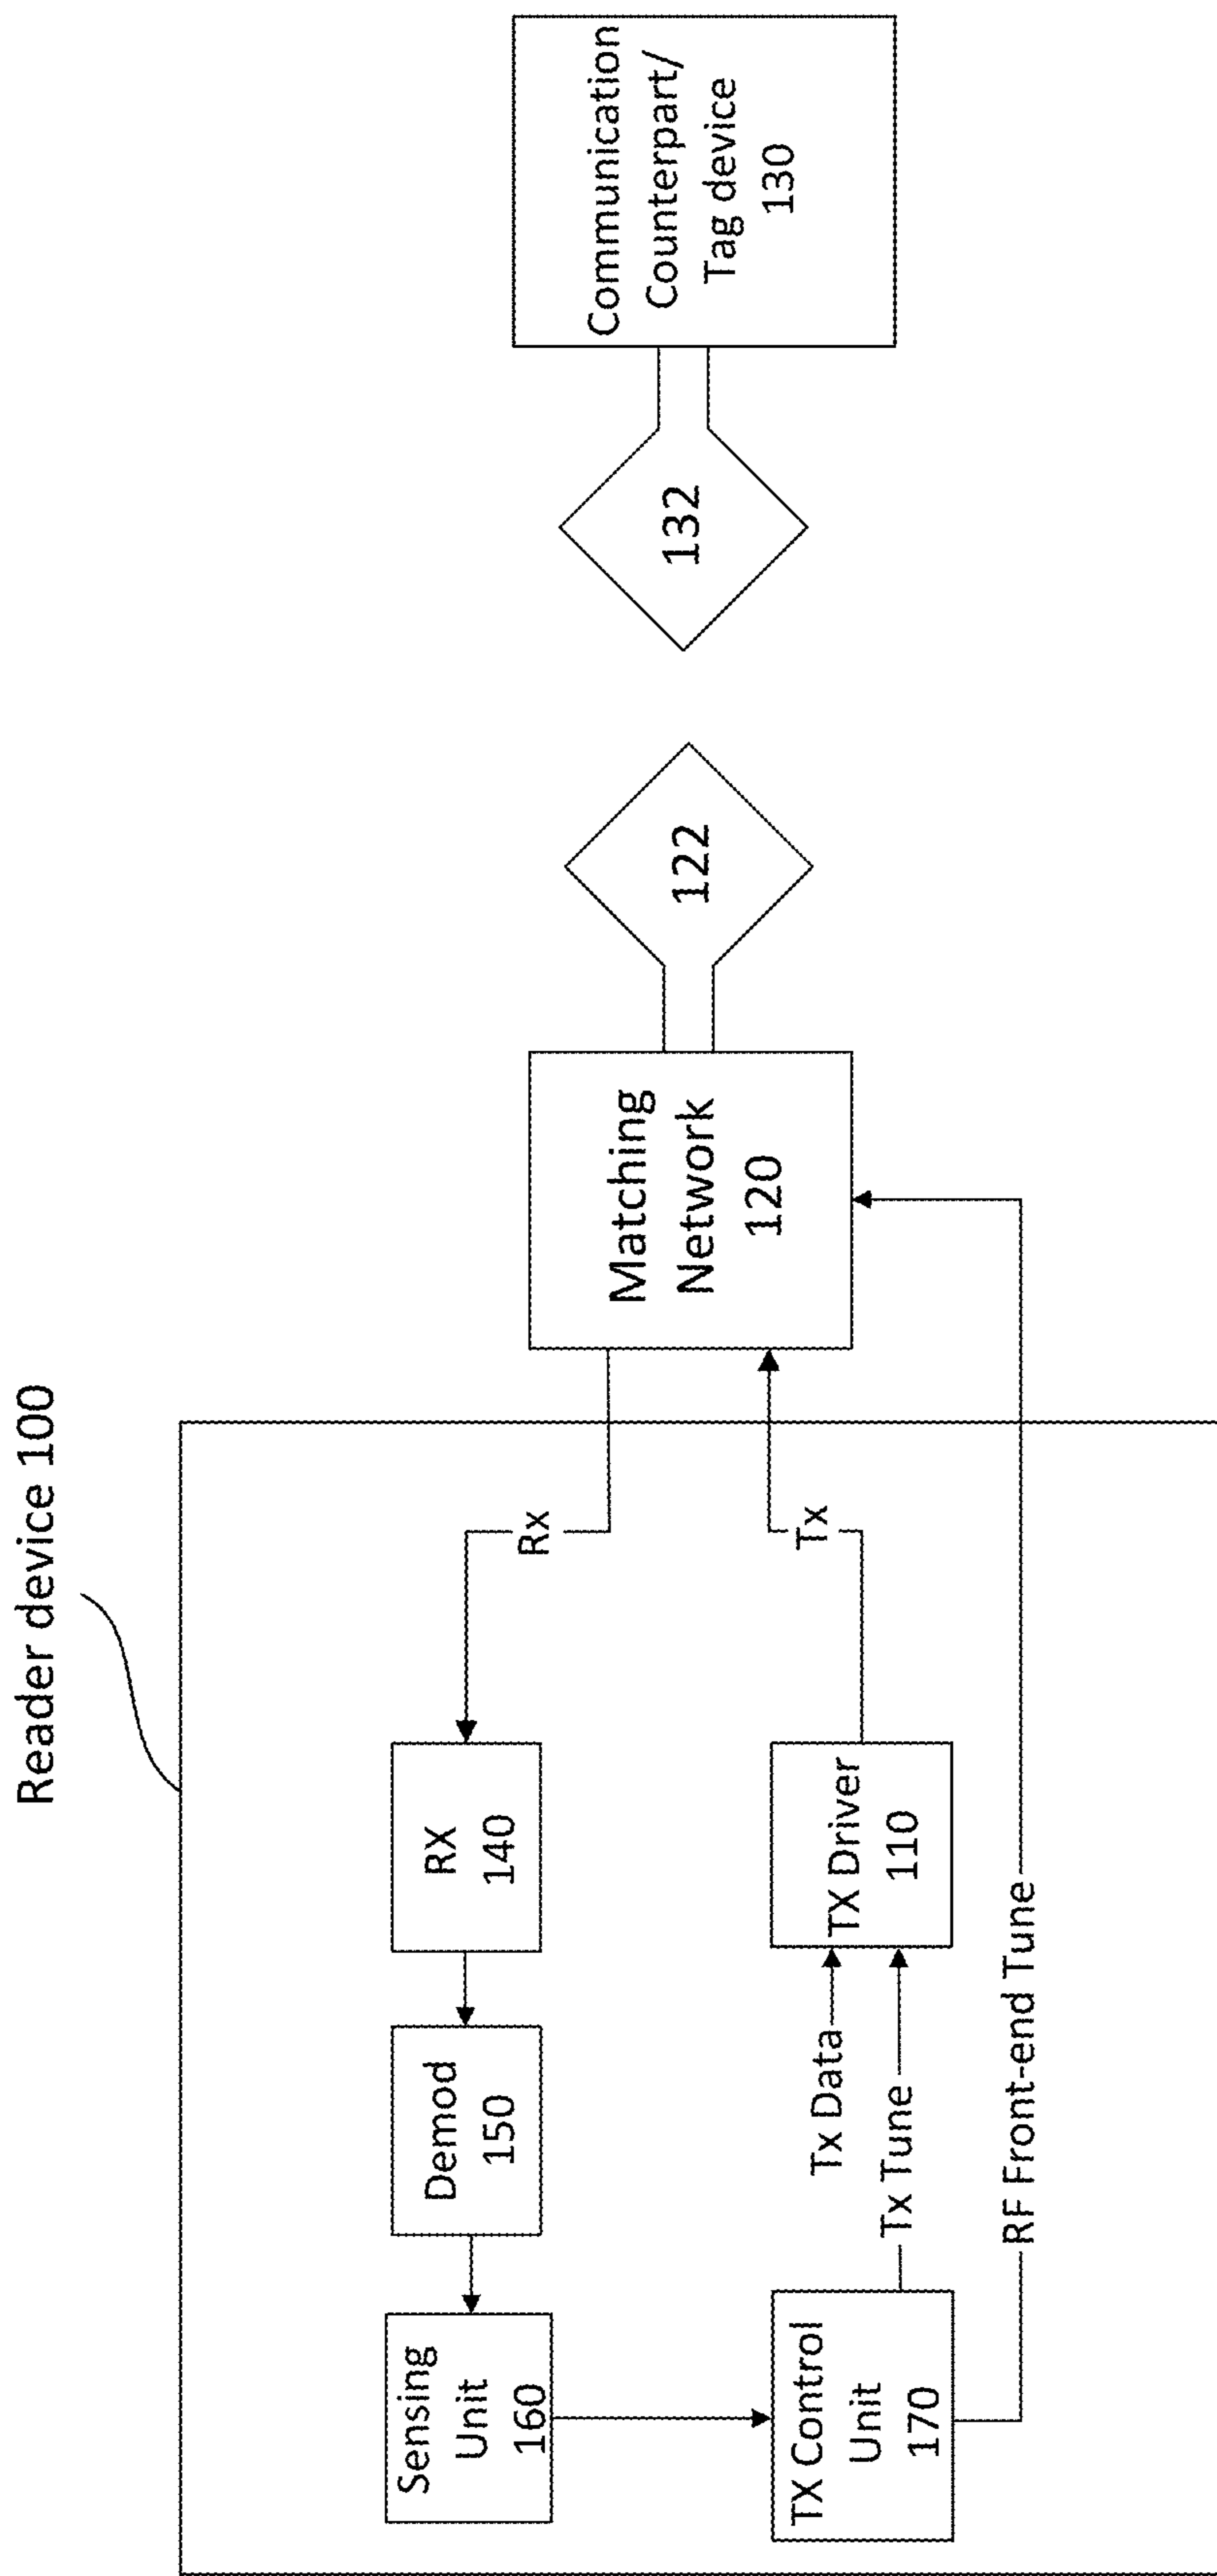 Reader device 100
Sensing
Unit
160
Demod
150
RX
140
Rx
TX Control
Unit
170
Tx Data
Tx Tune
TX Driver
110
Tx
RF Front-end Tune
Matching
Network
120
122
132
Communication
Counterpart/
Tag device
130